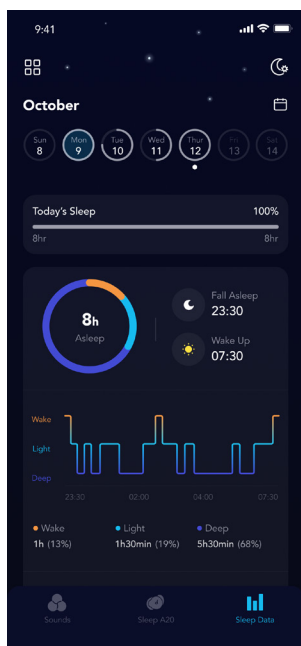 9:41
October
Sun Mon Tue Wed Thur Fri Sat
8 9 10 11 12 13 14
Today's Sleep 100%
8hr 8hr
8h
Asleep
Fall Asleep
23:30
Wake Up
07:30
Wake
Light
Deep
23:30 02:00 04:00 07:30
Wake Light Deep
1h (13%) 1h30min (19%) 5h30min (68%)
Sounds Sleep A20 Sleep Data